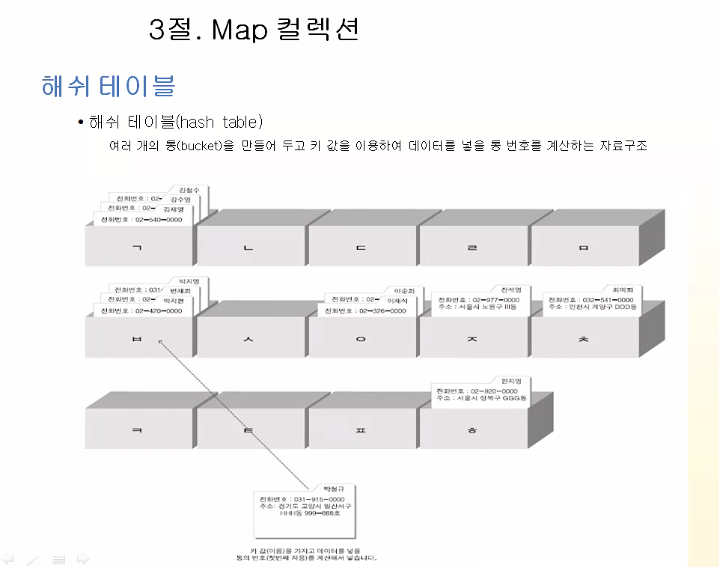 3절. Map 컬렉션
해쉬 테이블
• 해쉬 테이블(hash table)
여러 개의 통(bucket)을 만들어 두고 키 값을 이용하여 데이터를 넣을 통 번호를 계산하는 자료구조
김철수
전화번호 : 02- 강수영
전화번호 : 02- 김재영
전화번호 : 02-540-0000
ㄱ ㄴ ㄷ ㄹ ㅁ
박지영
전화번호 : 031- 변재희
전화번호 : 02- 박지현
전화번호 : 02-420-0000
이순희
전화번호 : 02- 이재석
전화번호 : 02-326-0000
전석영
전화번호 : 02-977-0000
주소 : 서울시 노원구 III동
최미희
전화번호 : 032-541-0000
주소 : 인천시 계양구 DDD동
ㅂ ㅅ ㅇ ㅈ ㅊ
한지영
전화번호 : 02-920-0000
주소 : 서울시 성북구 GGG동
ㅋ ㅌ ㅍ ㅎ
박철규
전화번호 : 031-915-0000
주소: 경기도 고양시 일산서구
HHH동 999-888호
키 값(이름)을 가지고 데이터를 넣을
통의 번호(첫번째 자음)를 계산해서 넣습니다.